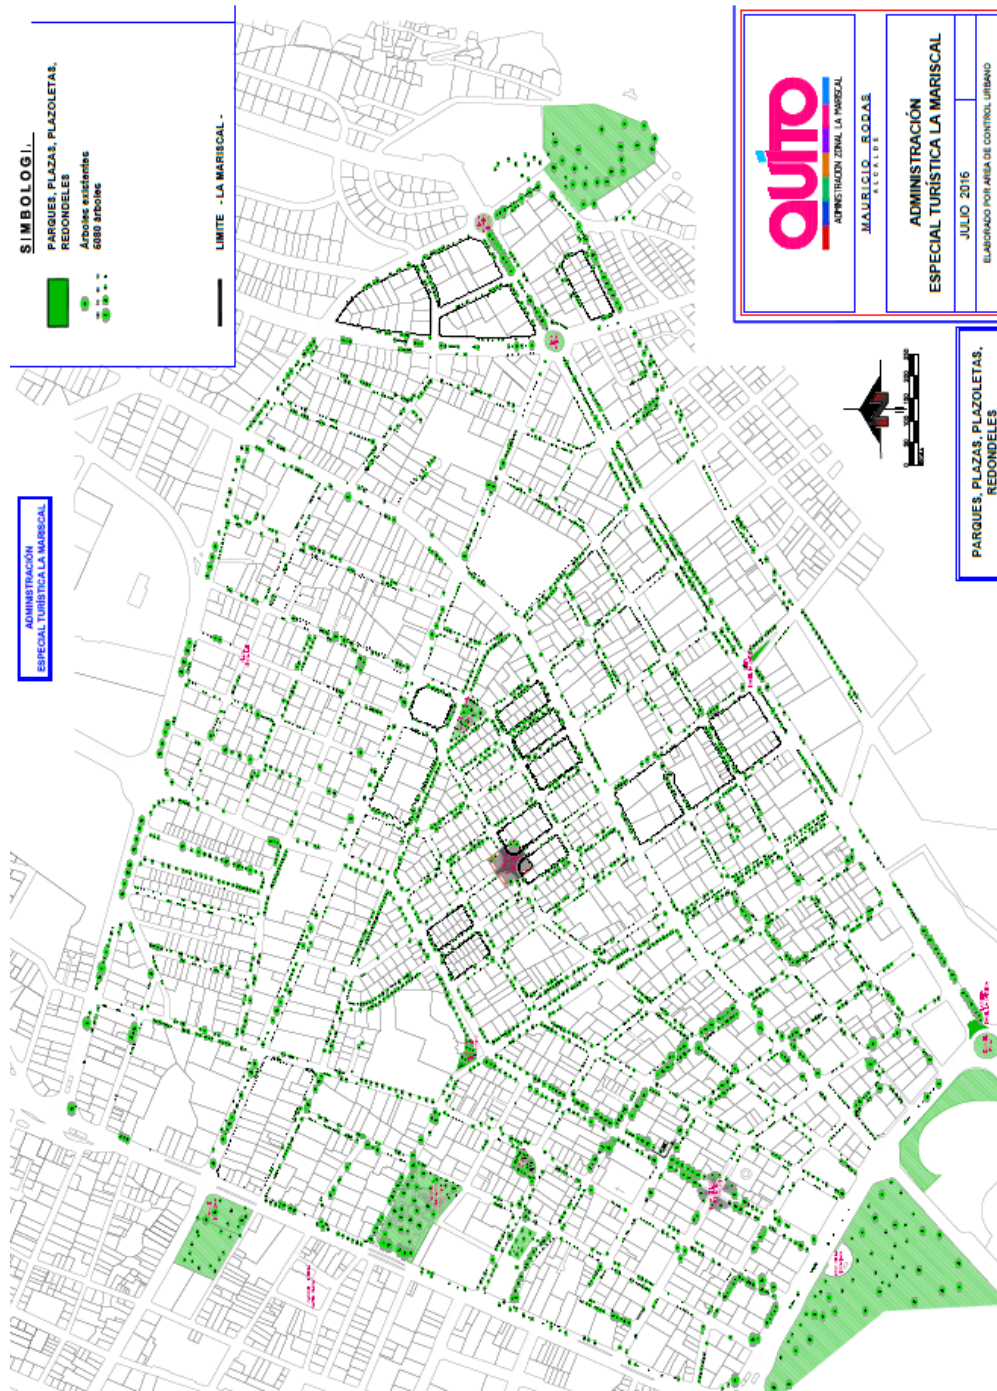 SIMBOLOGI.
PARQUES, PLAZAS, PLAZOLETAS,
REDONDELES
Árboles existentes
6080 árboles
LIMITE - LA MARISCAL -
ADMINISTRACIÓN
ESPECIAL TURÍSTICA LA MARISCAL
QUITO
ADMINISTRACIÓN ZONAL LA MARISCAL
MAURICIO RODAS
ALCALDE
ADMINISTRACIÓN
ESPECIAL TURÍSTICA LA MARISCAL
JULIO 2016
ELABORADO POR AREA DE CONTROL URBANO
PARQUES, PLAZAS, PLAZOLETAS,
REDONDELES